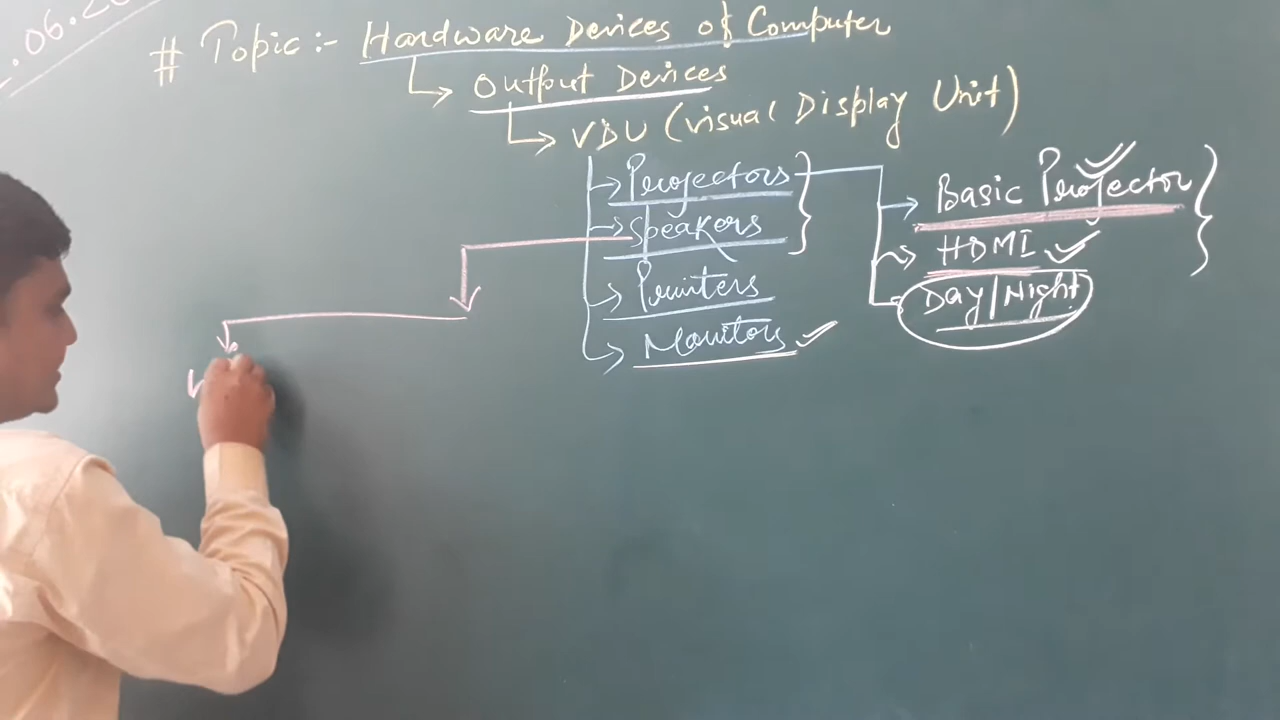 .06.20
# Topic:- Hardware Devices of Computer
→ Output Devices
→ VDU (Visual Display Unit)
→ Projectors
→ Speakers
→ Printers
→ Monitors ✓
→ Basic Projector ✓
→ HDMI ✓
Day/Night